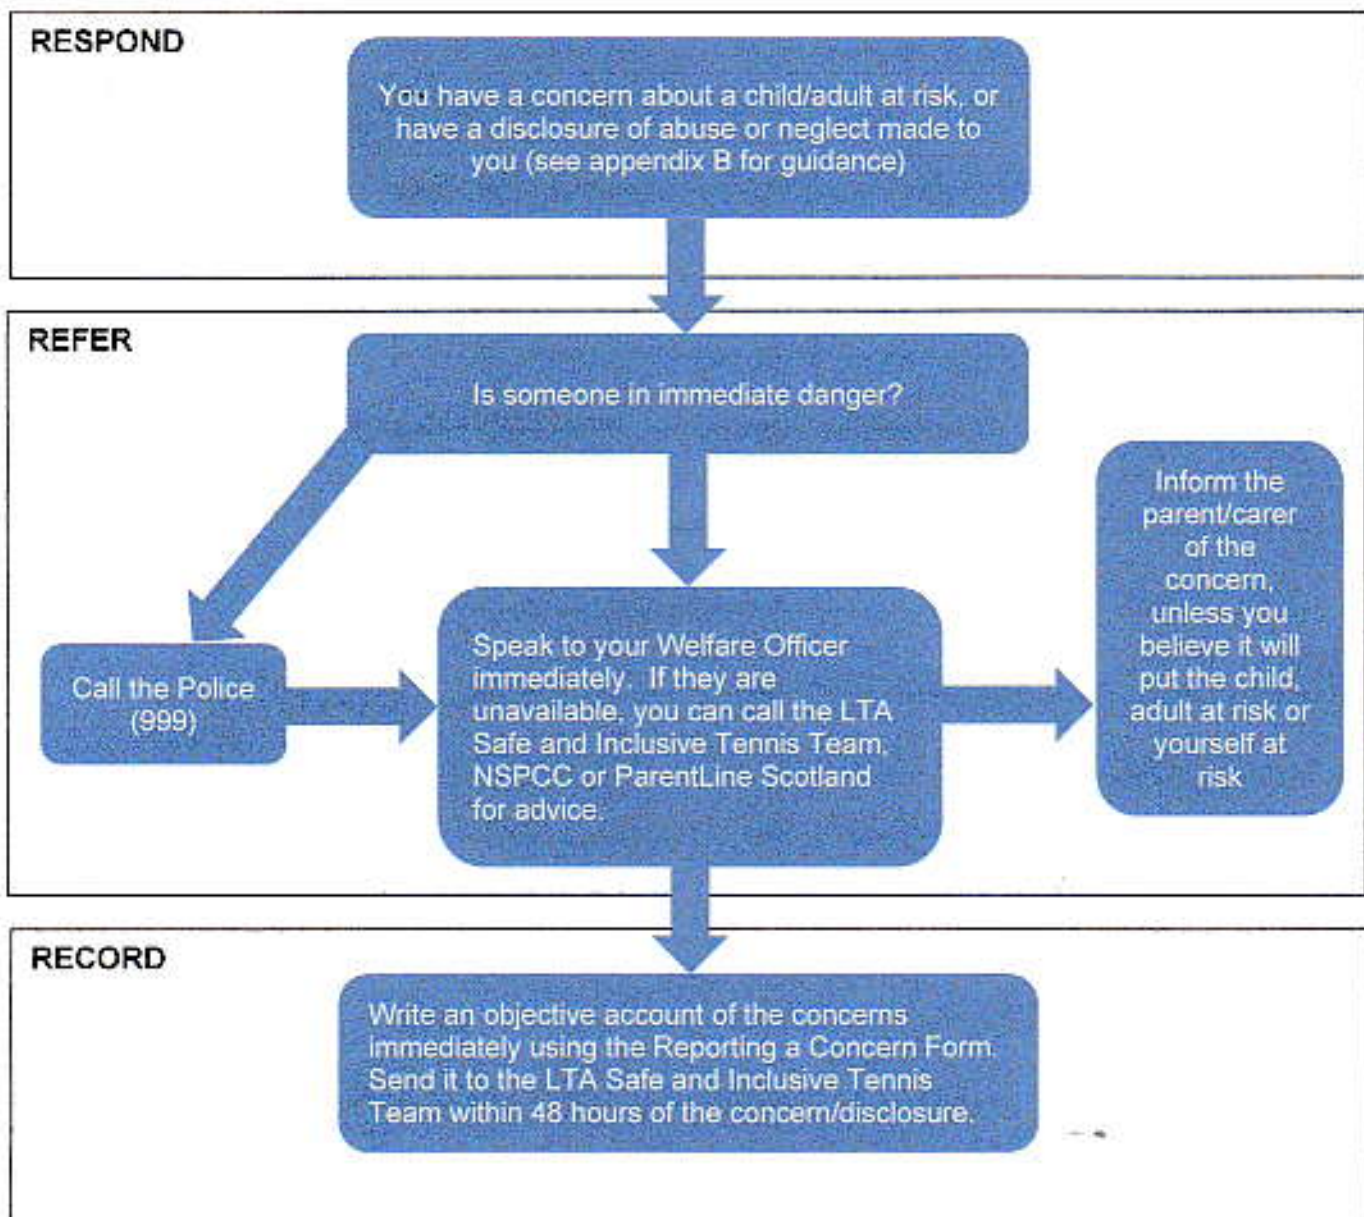 RESPOND
You have a concern about a child/adult at risk, or
have a disclosure of abuse or neglect made to
you (see appendix B for guidance)
REFER
Is someone in immediate danger?
Call the Police
(999)
Speak to your Welfare Officer
immediately. If they are
unavailable, you can call the LTA
Safe and Inclusive Tennis Team,
NSPCC or ParentLine Scotland
for advice.
Inform the
parent/carer
of the
concern,
unless you
believe it will
put the child,
adult at risk or
yourself at
risk
RECORD
Write an objective account of the concerns
immediately using the Reporting a Concern Form.
Send it to the LTA Safe and Inclusive Tennis
Team within 48 hours of the concern/disclosure.